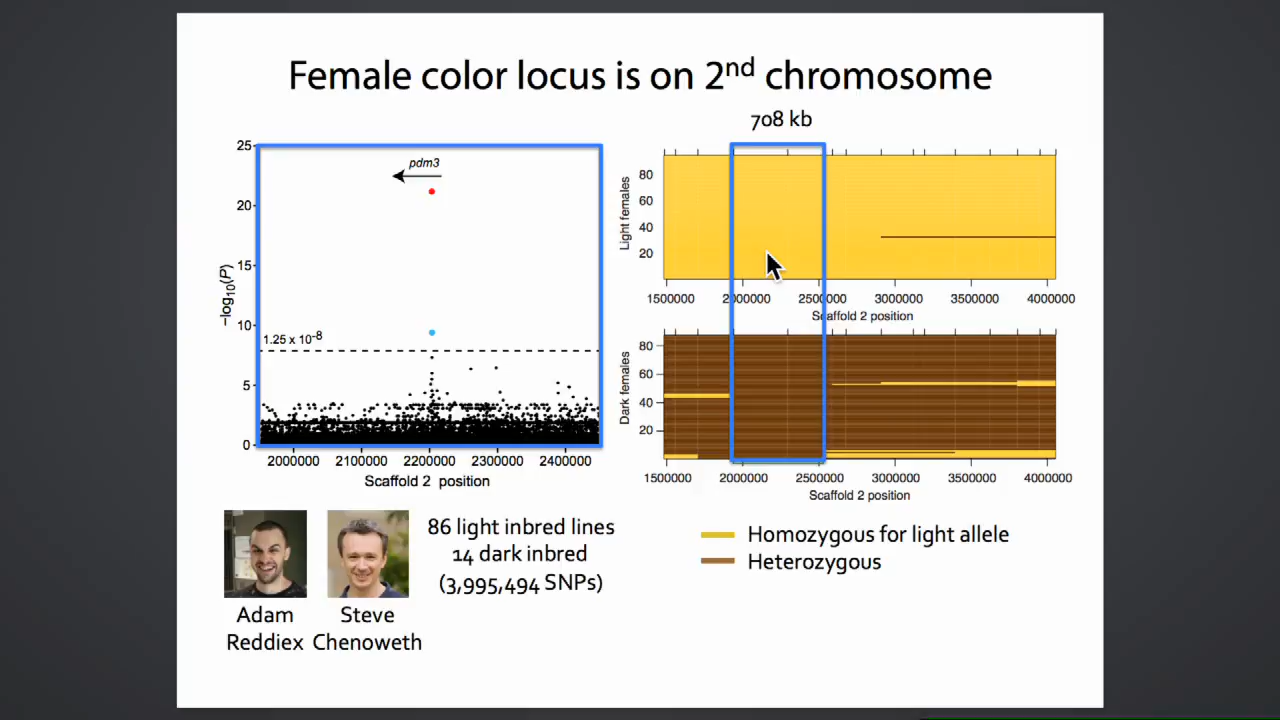 Female color locus is on 2nd chromosome
708 kb
25
20
15
10
5
0
–log10(P)
pdm3
1.25 x 10-8
2000000 2100000 2200000 2300000 2400000
Scaffold 2 position
80
60
40
20
Light females
1500000 2000000 2500000 3000000 3500000 4000000
Scaffold 2 position
80
60
40
20
Dark females
1500000 2000000 2500000 3000000 3500000 4000000
Scaffold 2 position
Adam
Reddiex
Steve
Chenoweth
86 light inbred lines
14 dark inbred
(3,995,494 SNPs)
Homozygous for light allele
Heterozygous